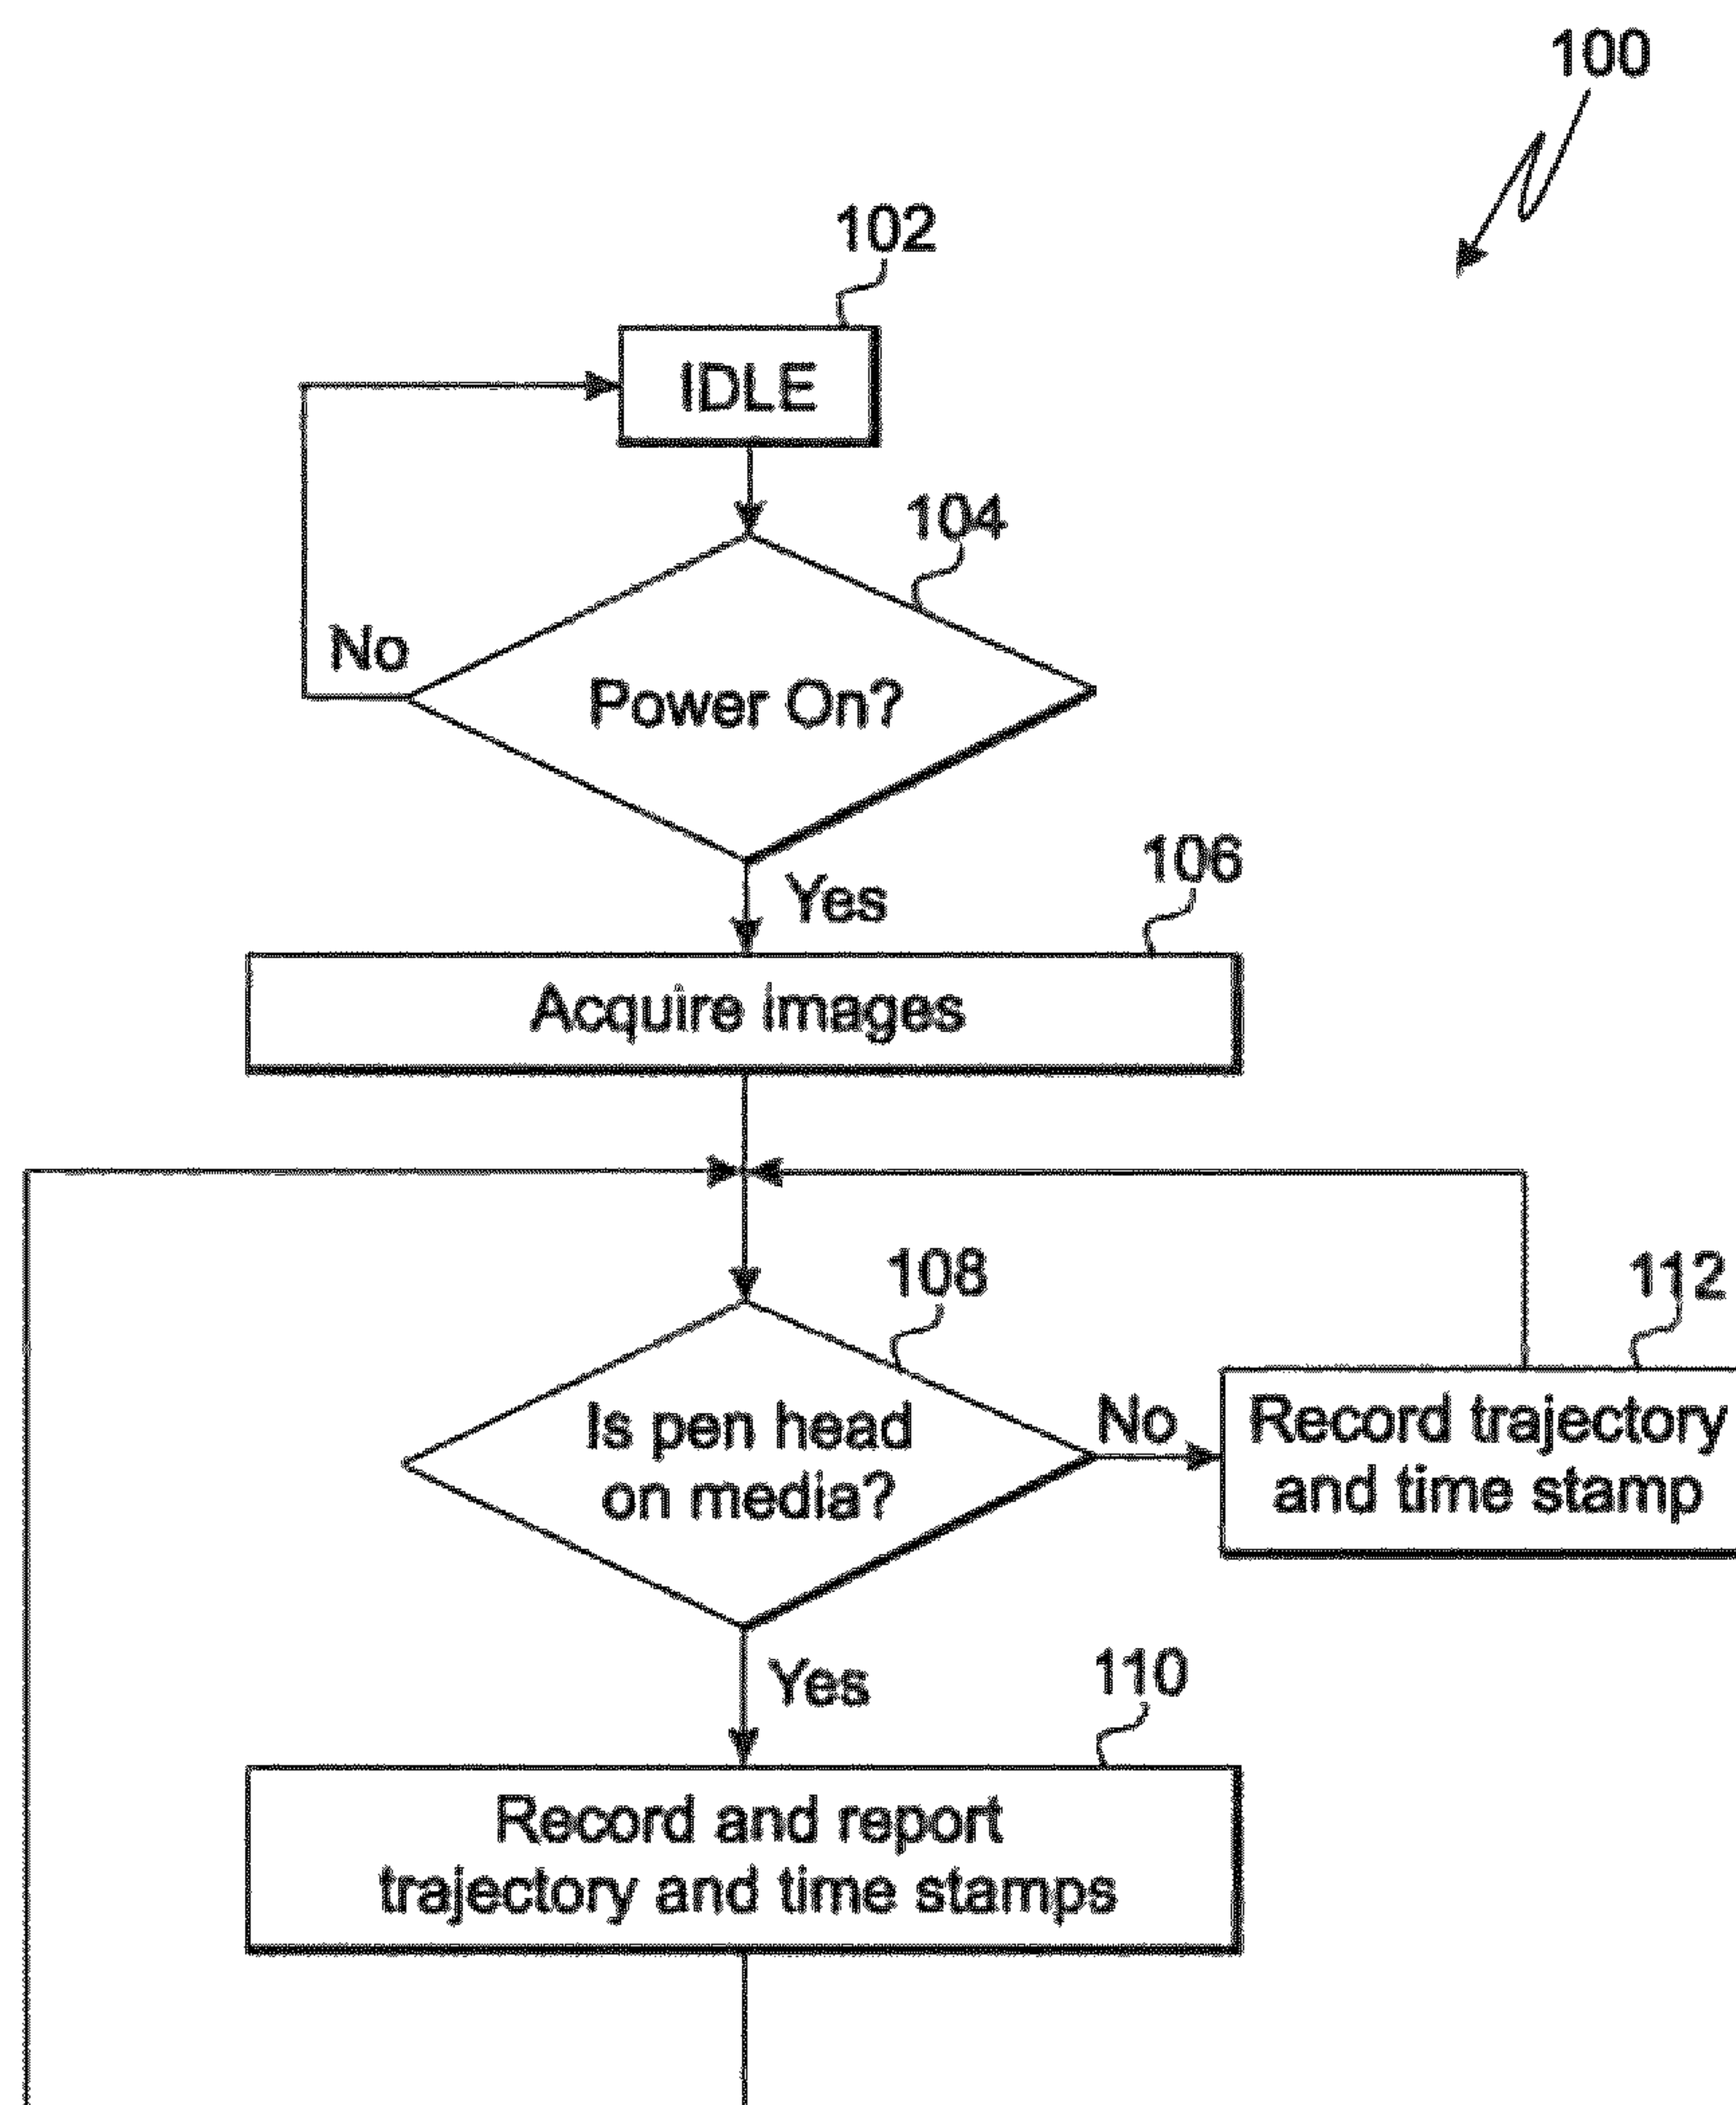 100
102
IDLE
104
No
Power On?
Yes
106
Acquire images
108
112
Is pen head
on media?
No
Record trajectory
and time stamp
Yes
110
Record and report
trajectory and time stamps